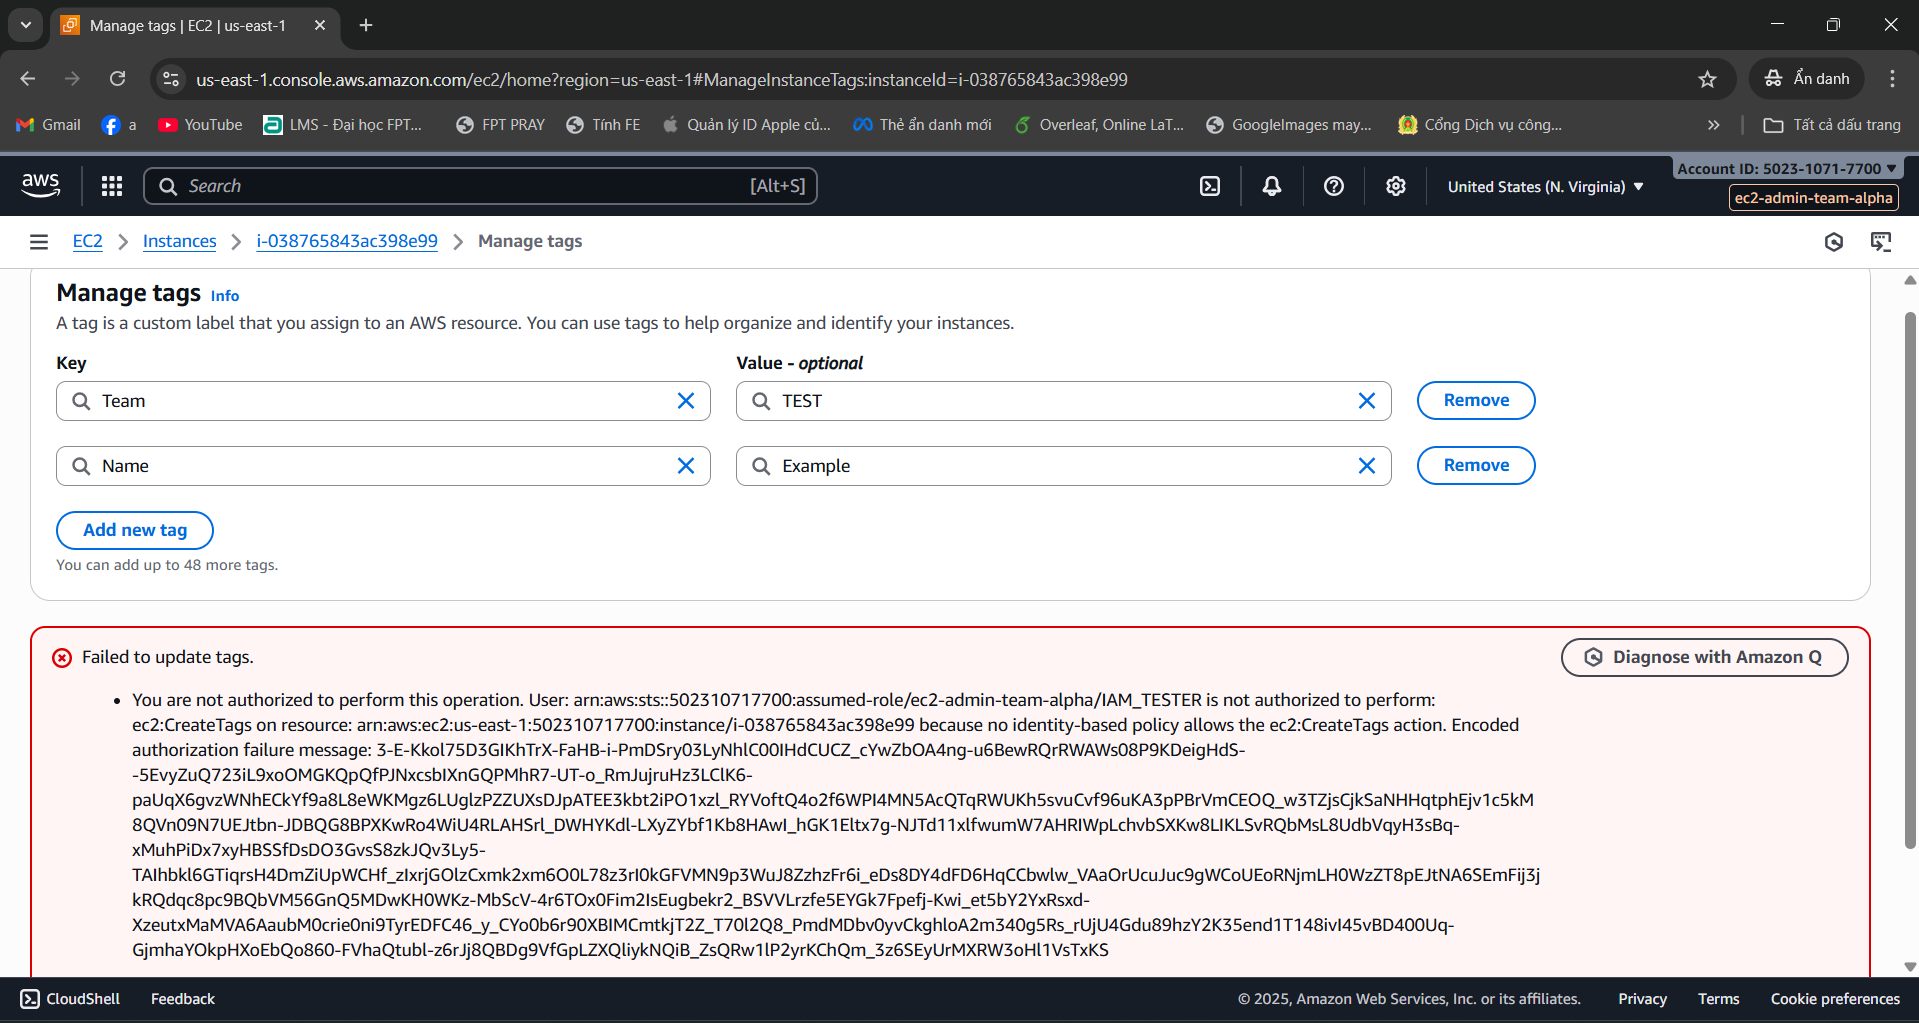 Manage tags | EC2 | us-east-1
us-east-1.console.aws.amazon.com/ec2/home?region=us-east-1#ManageInstanceTags:instanceId=i-038765843ac398e99
Ẩn danh
Gmail
a
YouTube
LMS - Đại học FPT...
FPT PRAY
Tính FE
Quản lý ID Apple củ...
Thẻ ẩn danh mới
Overleaf, Online LaT...
GoogleImages may...
Cổng Dịch vụ công...
Tất cả dấu trang
aws
Search
[Alt+S]
United States (N. Virginia)
Account ID: 5023-1071-7700
ec2-admin-team-alpha
EC2
Instances
i-038765843ac398e99
Manage tags
Manage tags Info
A tag is a custom label that you assign to an AWS resource. You can use tags to help organize and identify your instances.
Key
Value - optional
Team
TEST
Remove
Name
Example
Remove
Add new tag
You can add up to 48 more tags.
Failed to update tags.
Diagnose with Amazon Q
• You are not authorized to perform this operation. User: arn:aws:sts::502310717700:assumed-role/ec2-admin-team-alpha/IAM_TESTER is not authorized to perform:
ec2:CreateTags on resource: arn:aws:ec2:us-east-1:502310717700:instance/i-038765843ac398e99 because no identity-based policy allows the ec2:CreateTags action. Encoded
authorization failure message: 3-E-Kkol75D3GIKhTrX-FaHB-i-PmDSry03LyNhlC00IHdCUCZ_cYwZbOA4ng-u6BewRQrRWAWs08P9KDeigHdS-
-5EvyZuQ723iL9xoOMGKQpQfPJNxcsbIXnGQPMhR7-UT-o_RmJujruHz3LClK6-
paUqX6gvzWNhECkYf9a8L8eWKMgz6LUglzPZZUXsDJpATEE3kbt2iPO1xzl_RYVoftQ4o2f6WPI4MN5AcQTqRWUKh5svuCvf96uKA3pPBrVmCEOQ_w3TZjsCjkSaNHHqtphEjv1c5kM
8QVn09N7UEJtbn-JDBQG8BPXKwRo4WiU4RLAHSrl_DWHYKdl-LXyZYbf1Kb8HAwI_hGK1Eltx7g-NJTd11xlfwumW7AHRIWpLchvbSXKw8LIKLSvRQbMsL8UdbVqyH3sBq-
xMuhPiDx7xyHBSSfDsDO3GvsS8zkJQv3Ly5-
TAIhbkl6GTiqrsH4DmZiUpWCHf_zIxrjGOlzCxmk2xm6O0L78z3rI0kGFVMN9p3WuJ8ZzhzFr6i_eDs8DY4dFD6HqCCbwlw_VAaOrUcuJuc9gWCoUEoRNjmLH0WzZT8pEJtNA6SEmFij3j
kRQdqc8pc9BQbVM56GnQ5MDwKH0WKz-MbScV-4r6TOx0Fim2IsEugbekr2_BSVVLrzfe5EYGk7Fpefj-Kwi_et5bY2YxRsxd-
XzeutxMaMVA6AaubM0crie0ni9TyrEDFC46_y_CYo0b6r90XBIMCmtkjT2Z_T70l2Q8_PmdMDbv0yvCkghloA2m340g5Rs_rUjU4Gdu89hzY2K35end1T148ivI45vBD400Uq-
GjmhaYOkpHXoEbQo860-FVhaQtubl-z6rJj8QBDg9VfGpLZXQliykNQiB_ZsQRw1lP2yrKChQm_3z6SEyUrMXRW3oHl1VsTxKS
CloudShell
Feedback
© 2025, Amazon Web Services, Inc. or its affiliates.
Privacy
Terms
Cookie preferences